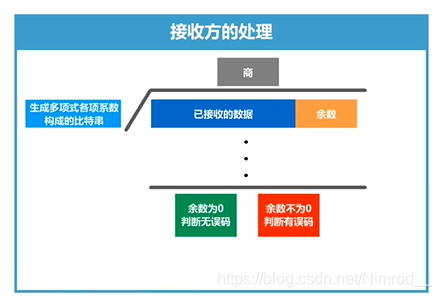 接收方的处理
商
生成多项式各项系数
构成的比特串
已接收的数据
余数
余数为0
判断无误码
余数不为0
判断有误码
https://blog.csdn.net/Nimrod__